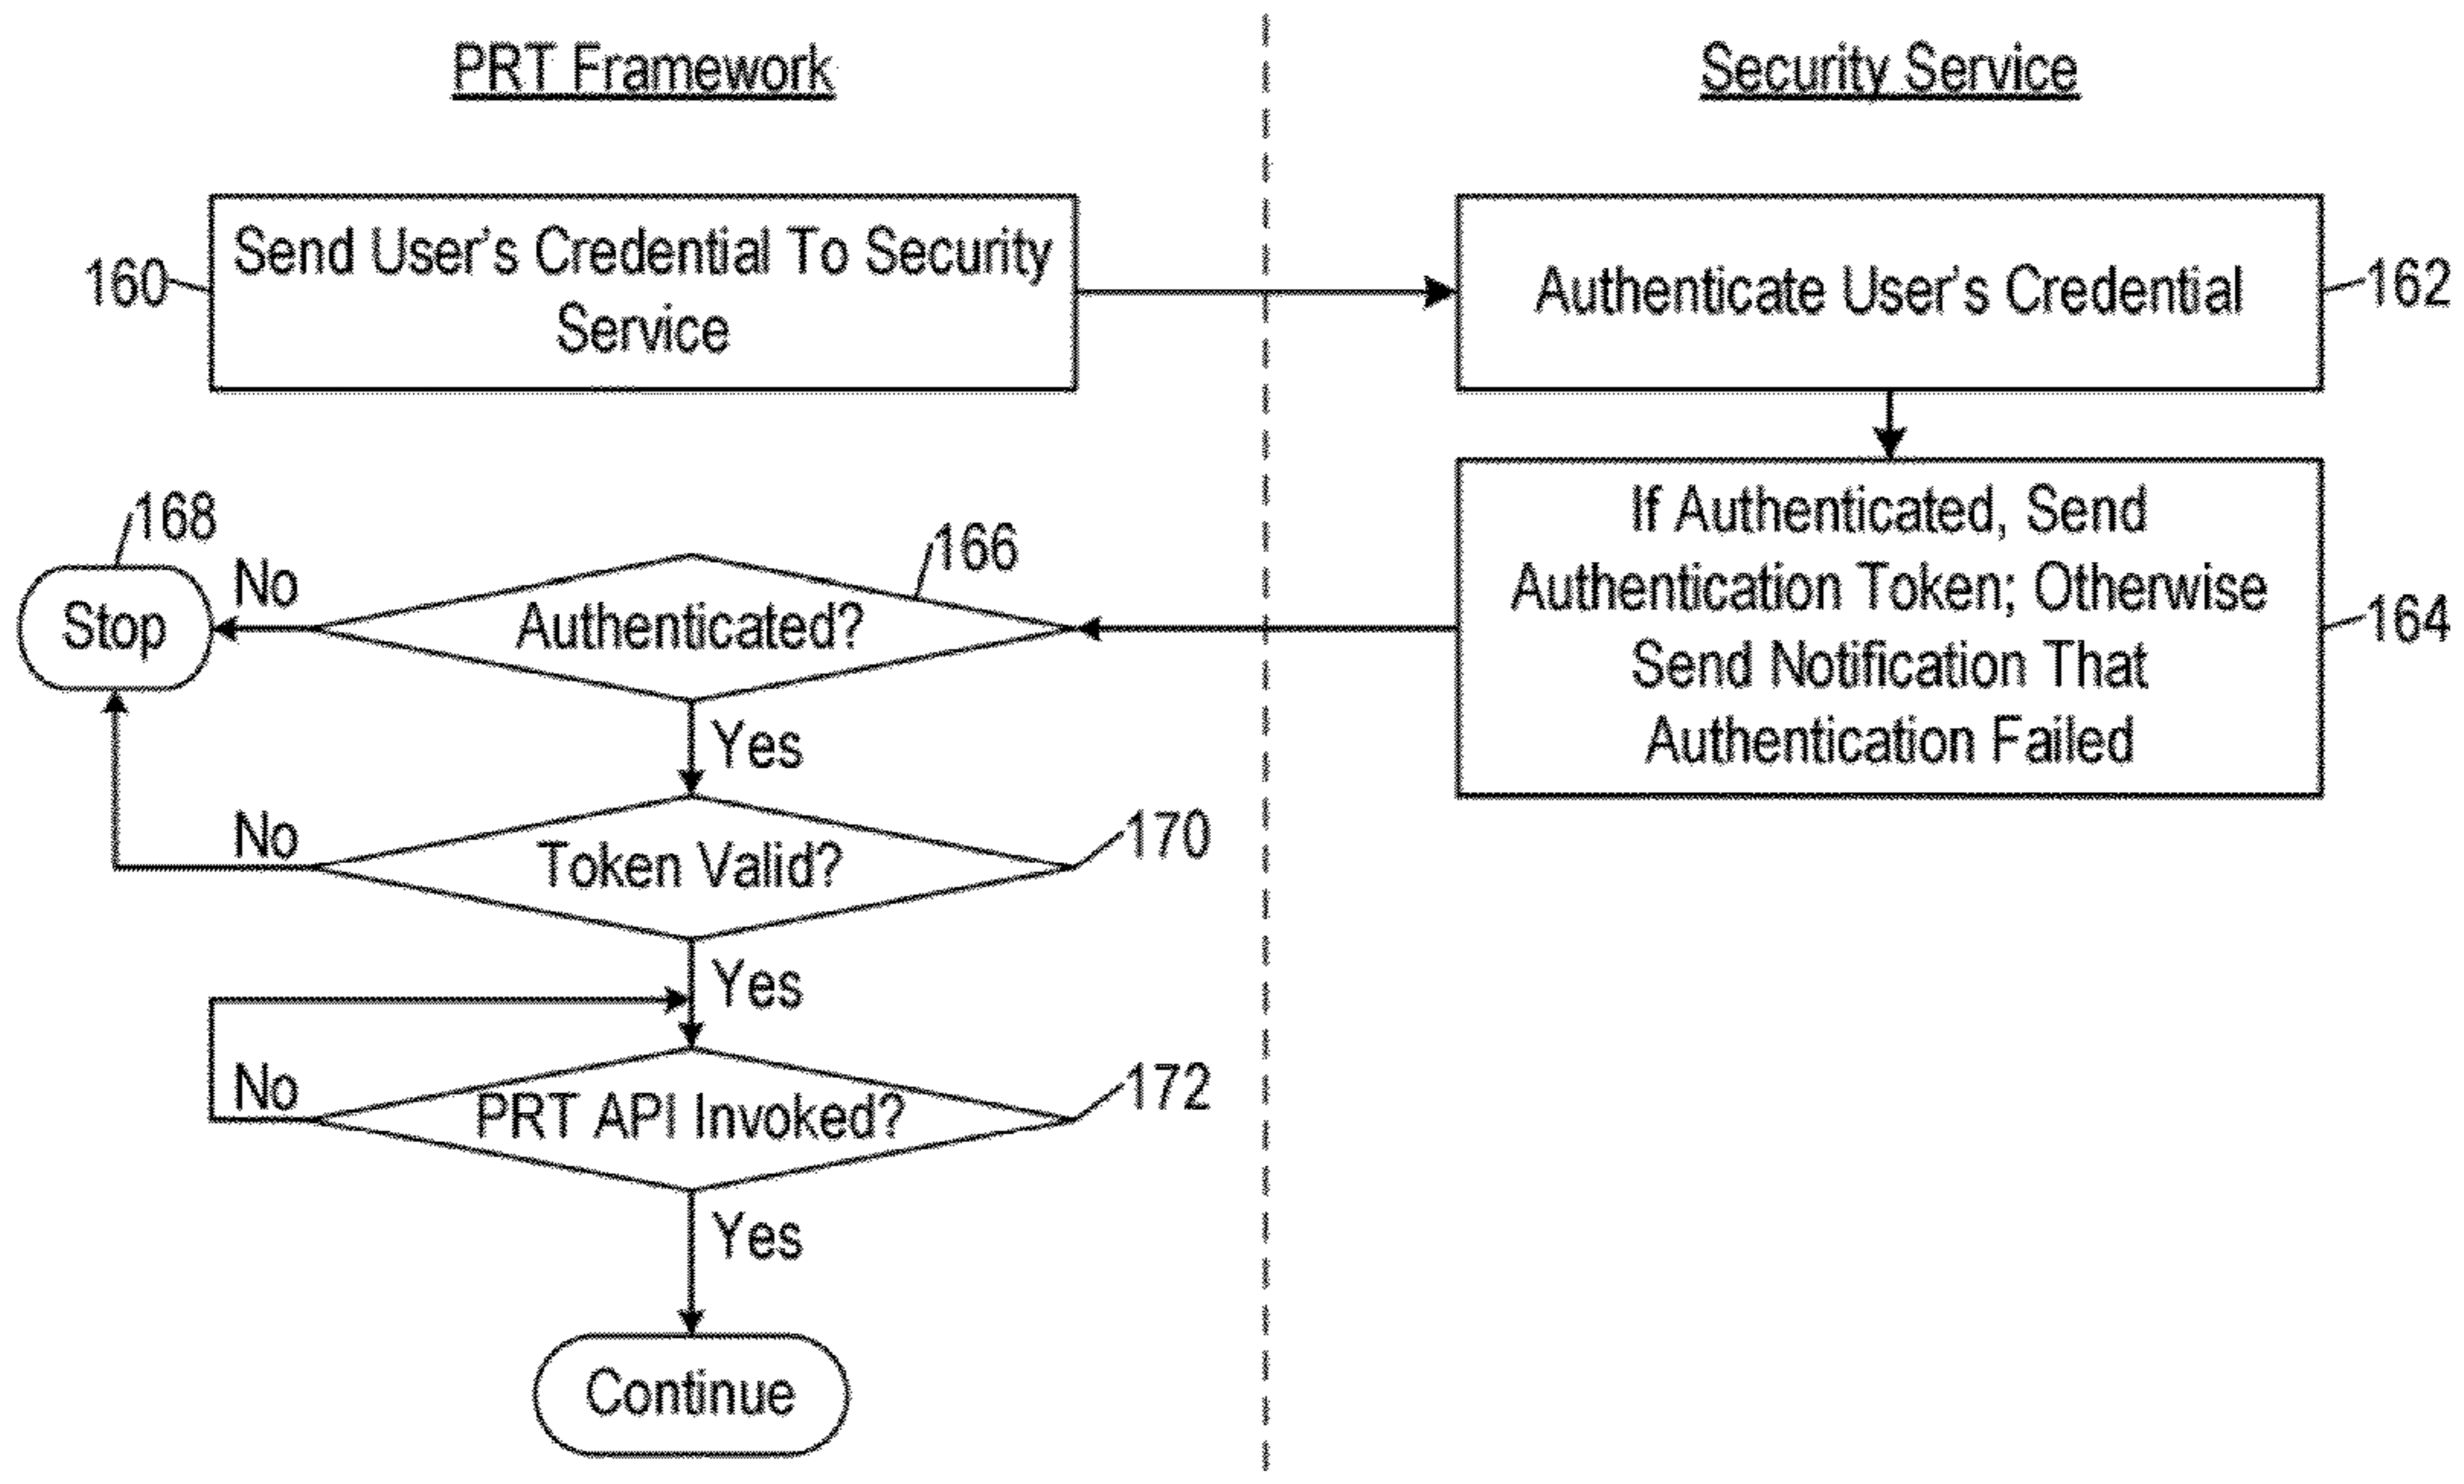 PRT Framework
Security Service
160
Send User's Credential To Security
Service
Authenticate User's Credential
162
If Authenticated, Send
Authentication Token; Otherwise
Send Notification That
Authentication Failed
164
168
Stop
No
166
Authenticated?
Yes
No
Token Valid?
170
Yes
No
PRT API Invoked?
172
Yes
Continue